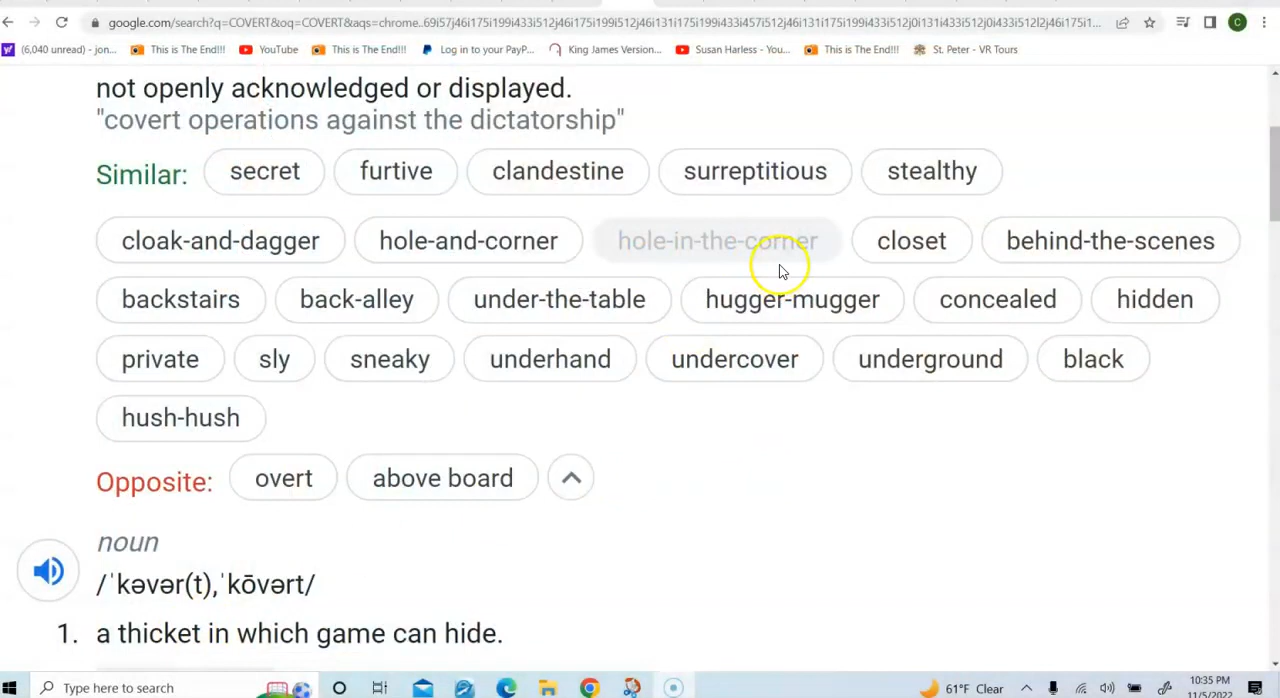 google.com/search?q=COVERT&oq=COVERT&aqs=chrome..69i57j46i175i199i433i512j46i175i199i512j46i131i175i199i433i457i512j46i131i175i199i433i512j0i131i433i512j0i433i512l2j46i175i1... C
(6,040 unread) - jon... This is The End!!! YouTube This is The End!!! Log in to your PayP... King James Version... Susan Harless - You... This is The End!!! St. Peter - VR Tours
not openly acknowledged or displayed.
"covert operations against the dictatorship"
Similar: secret furtive clandestine surreptitious stealthy
cloak-and-dagger hole-and-corner hole-in-the-corner closet behind-the-scenes
backstairs back-alley under-the-table hugger-mugger concealed hidden
private sly sneaky underhand undercover underground black
hush-hush
Opposite: overt above board
noun
/ˈkəvər(t),ˈkōvərt/
1. a thicket in which game can hide.
Type here to search 61°F Clear 10:35 PM
11/5/2022